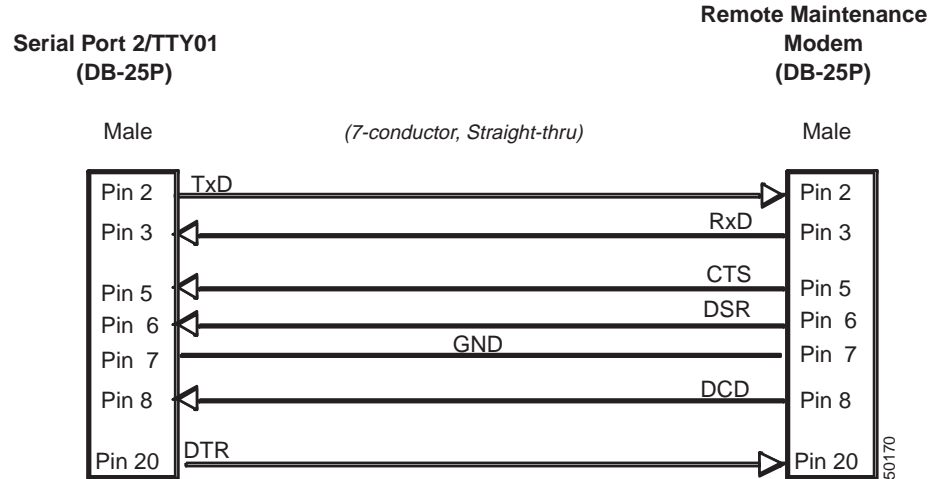 Serial Port 2/TTY01
(DB-25P)
Remote Maintenance
Modem
(DB-25P)
Male
(7-conductor, Straight-thru)
Male
Pin 2
TxD
Pin 2
Pin 3
RxD
Pin 3
Pin 5
CTS
Pin 5
Pin 6
DSR
Pin 6
Pin 7
GND
Pin 7
Pin 8
DCD
Pin 8
Pin 20
DTR
Pin 20
50170